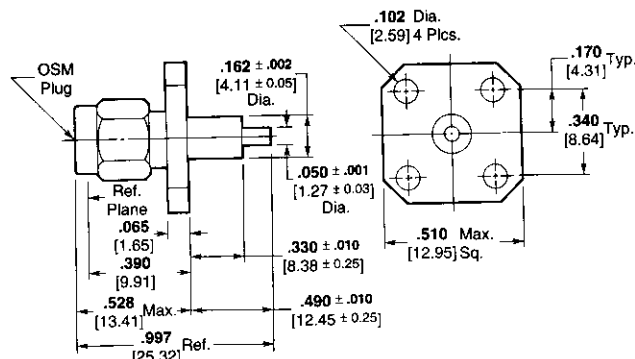 OSM
Plug
.162 ± .002
[4.11 ± 0.05]
Dia.
.102 Dia.
[2.59] 4 Plcs.
.170 Typ.
[4.31]
.340 Typ.
[8.64]
.050 ± .001
[1.27 ± 0.03]
Dia.
Ref.
Plane
.065
[1.65]
.390
[9.91]
.330 ± .010
[8.38 ± 0.25]
.510 Max.
[12.95] Sq.
.528 Max.
[13.41]
.490 ± .010
[12.45 ± 0.25]
.997 Ref.
[25.32]